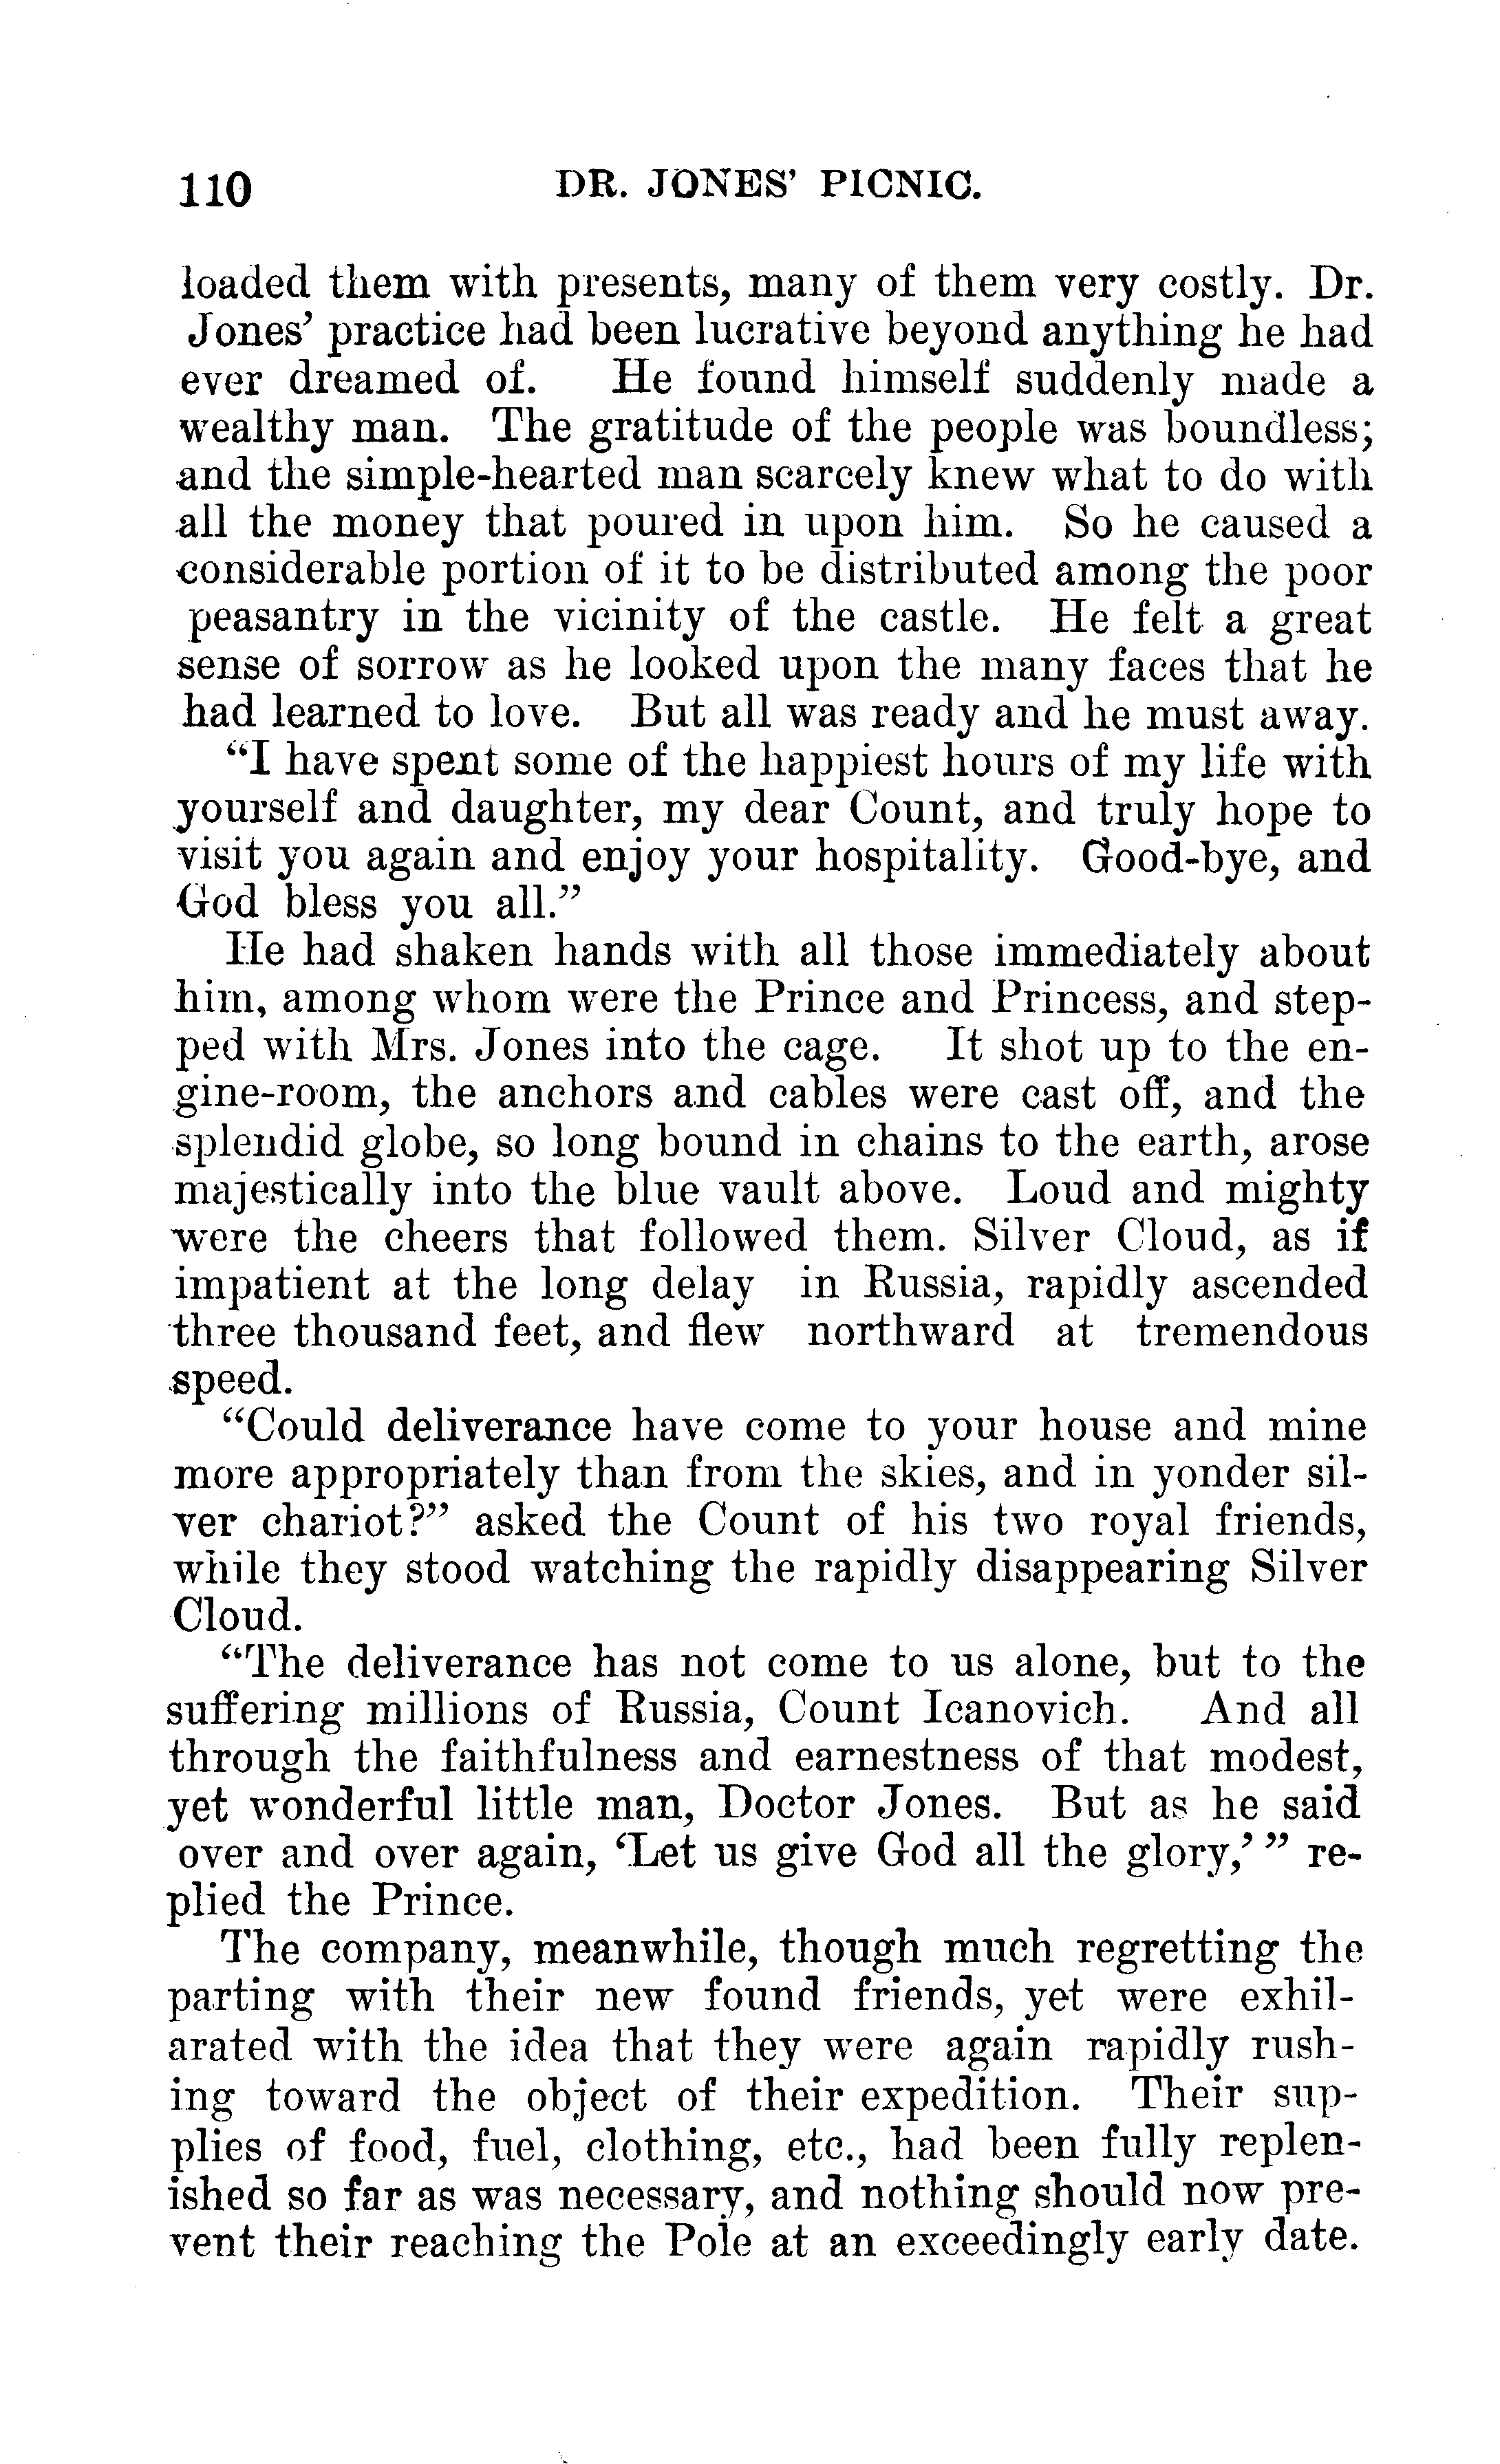 110 DR. JONES' PICNIC.
loaded them with presents, many of them very costly. Dr.
Jones' practice had been lucrative beyond anything he had
ever dreamed of. He found himself suddenly made a
wealthy man. The gratitude of the people was boundless;
and the simple-hearted man scarcely knew what to do with
all the money that poured in upon him. So he caused a
considerable portion of it to be distributed among the poor
peasantry in the vicinity of the castle. He felt a great
sense of sorrow as he looked upon the many faces that he
had learned to love. But all was ready and he must away.
"I have spent some of the happiest hours of my life with
yourself and daughter, my dear Count, and truly hope to
visit you again and enjoy your hospitality. Good-bye, and
God bless you all."
He had shaken hands with all those immediately about
him, among whom were the Prince and Princess, and step-
ped with Mrs. Jones into the cage. It shot up to the en-
gine-room, the anchors and cables were cast off, and the
splendid globe, so long bound in chains to the earth, arose
majestically into the blue vault above. Loud and mighty
were the cheers that followed them. Silver Cloud, as if
impatient at the long delay in Russia, rapidly ascended
three thousand feet, and flew northward at tremendous
speed.
"Could deliverance have come to your house and mine
more appropriately than from the skies, and in yonder sil-
ver chariot?" asked the Count of his two royal friends,
while they stood watching the rapidly disappearing Silver
Cloud.
"The deliverance has not come to us alone, but to the
suffering millions of Russia, Count Icanovich. And all
through the faithfulness and earnestness of that modest,
yet wonderful little man, Doctor Jones. But as he said
over and over again, 'Let us give God all the glory,'" re-
plied the Prince.
The company, meanwhile, though much regretting the
parting with their new found friends, yet were exhil-
arated with the idea that they were again rapidly rush-
ing toward the object of their expedition. Their sup-
plies of food, fuel, clothing, etc., had been fully replen-
ished so far as was necessary, and nothing should now pre-
vent their reaching the Pole at an exceedingly early date.